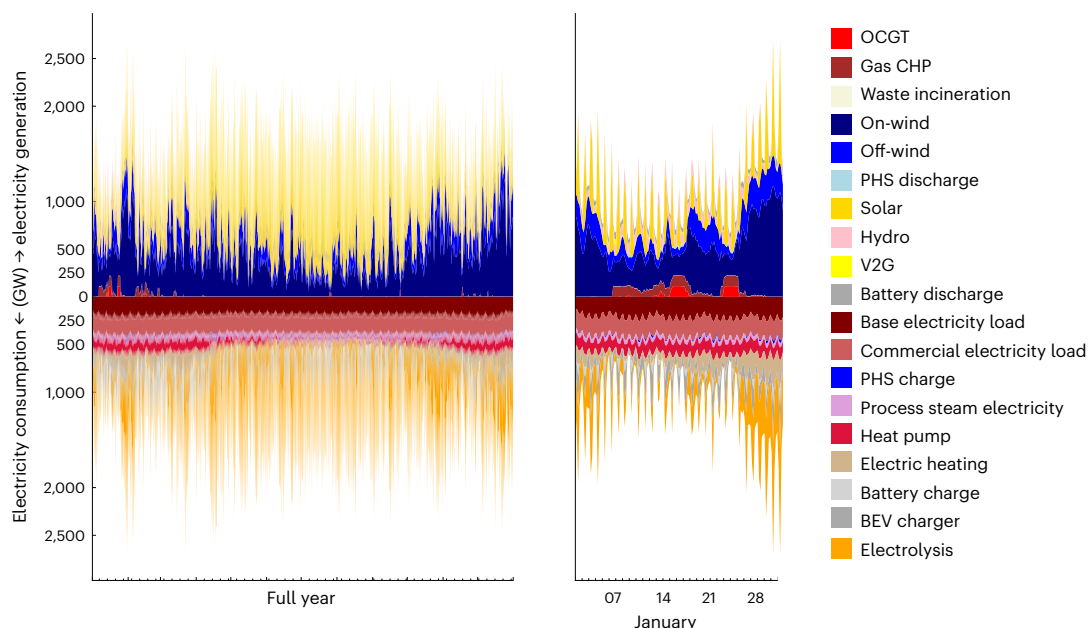 Electricity consumption ← (GW) → electricity generation
2,500
2,000
1,000
500
250
0
250
500
1,000
2,000
2,500
Full year
07 14 21 28
January
OCGT
Gas CHP
Waste incineration
On-wind
Off-wind
PHS discharge
Solar
Hydro
V2G
Battery discharge
Base electricity load
Commercial electricity load
PHS charge
Process steam electricity
Heat pump
Electric heating
Battery charge
BEV charger
Electrolysis